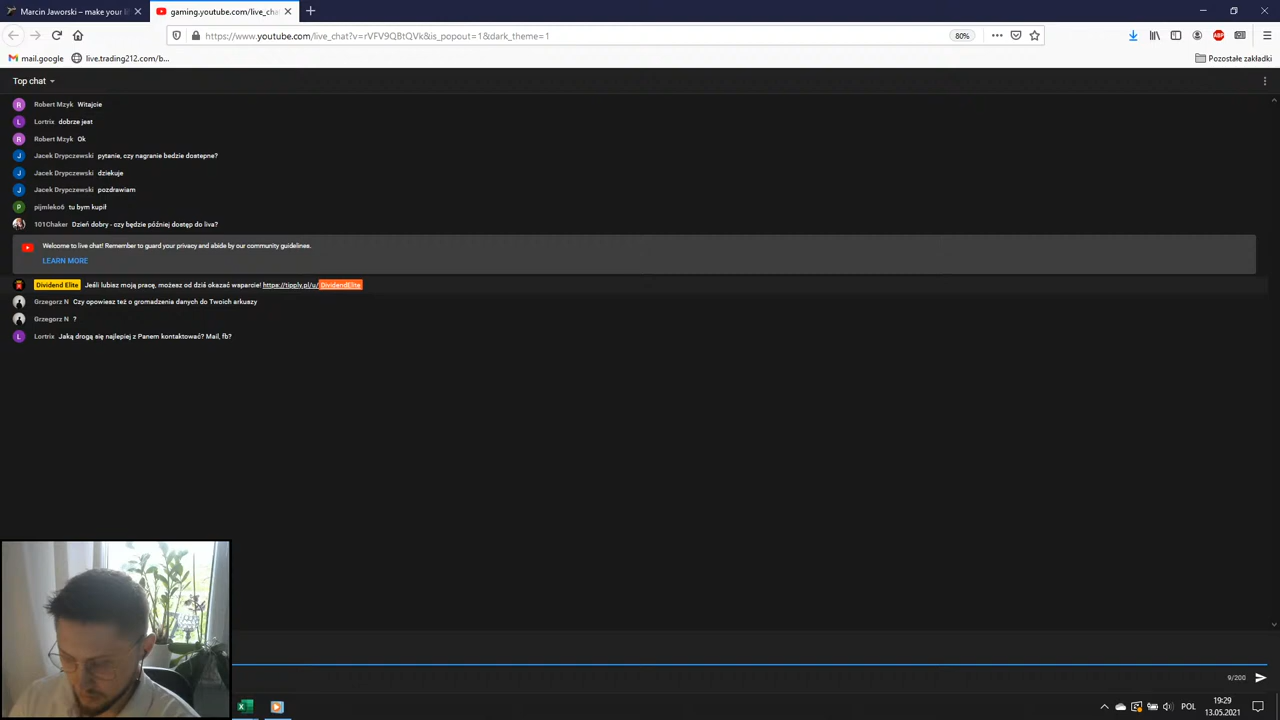 Marcin Jaworski – make your M
gaming.youtube.com/live_cha
https://www.youtube.com/live_chat?v=rVFV9QBtQVk&is_popout=1&dark_theme=1
80%
mail.google
live.trading212.com/b...
Pozostałe zakładki
Top chat
R Robert Mzyk Witajcie
L Lortrix dobrze jest
R Robert Mzyk Ok
J Jacek Drypczewski pytanie, czy nagranie bedzie dostepne?
J Jacek Drypczewski dziekuje
J Jacek Drypczewski pozdrawiam
P pijmleko6 tu bym kupił
101Chaker Dzień dobry - czy będzie później dostęp do liva?
Welcome to live chat! Remember to guard your privacy and abide by our community guidelines.
LEARN MORE
Dividend Elite Jeśli lubisz moją pracę, możesz od dziś okazać wsparcie! https://tipply.pl/u/DividendElite
Grzegorz N Czy opowiesz też o gromadzenia danych do Twoich arkuszy
Grzegorz N ?
L Lortrix Jaką drogą się najlepiej z Panem kontaktować? Mail, fb?
9/200
POL
19:29
13.05.2021